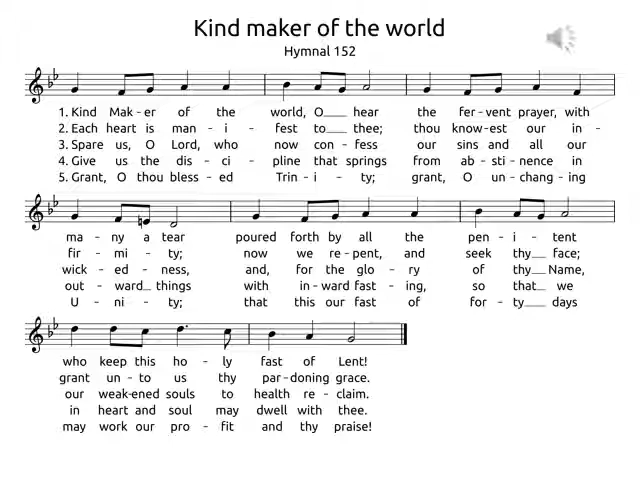 Kind maker of the world
Hymnal 152
1. Kind Mak - er of the world, O___ hear the fer - vent prayer, with
2. Each heart is man - i - fest to___ thee; thou know - est our in -
3. Spare us, O Lord, who now con - fess our sins and all our
4. Give us the dis - ci - pline that springs from ab - sti - nence in
5. Grant, O thou bless - ed Trin - i - ty; grant, O un - chang - ing
ma - ny a tear poured forth by all the pen - i - tent
fir - mi - ty; now we re - pent, and seek thy___ face;
wick - ed - ness, and, for the glo - ry of thy___ Name,
out - ward___ things with in - ward fast - ing, so that___ we
U - ni - ty; that this our fast of for - ty___ days
who keep this ho - ly fast of Lent!
grant un - to us thy par - doning grace.
our weak - ened souls to health re - claim.
in heart and soul may dwell with thee.
may work our pro - fit and thy praise!